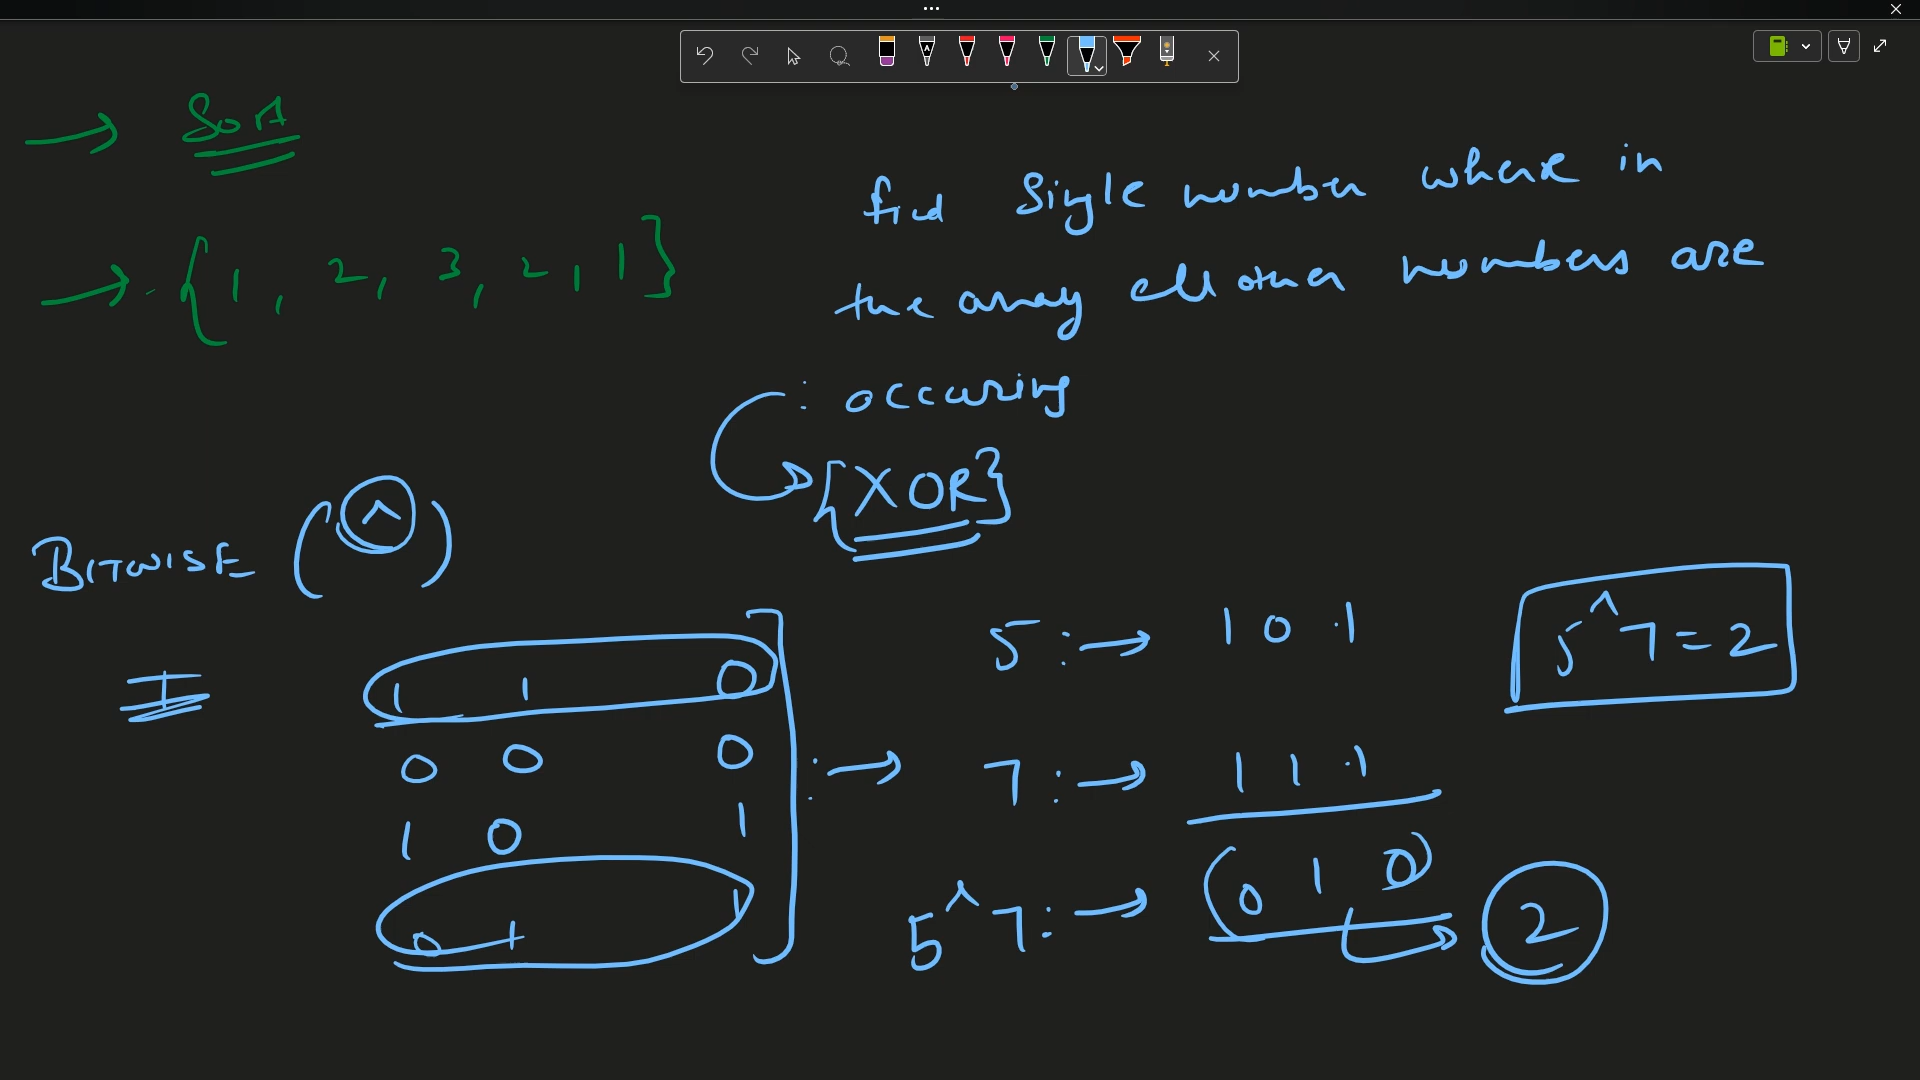 → SOA
→ {1, 2, 3, 2, 1}
find Single number where in
the array all other numbers are
: occuring
{XOR}
BITWISE (^)
I
1 1 0
0 0 0
1 0 1
0 1 1
:→
5 :→ 1 0 1
7 :→ 1 1 1
5^7 :→ (0 1 0)
2
5^7=2